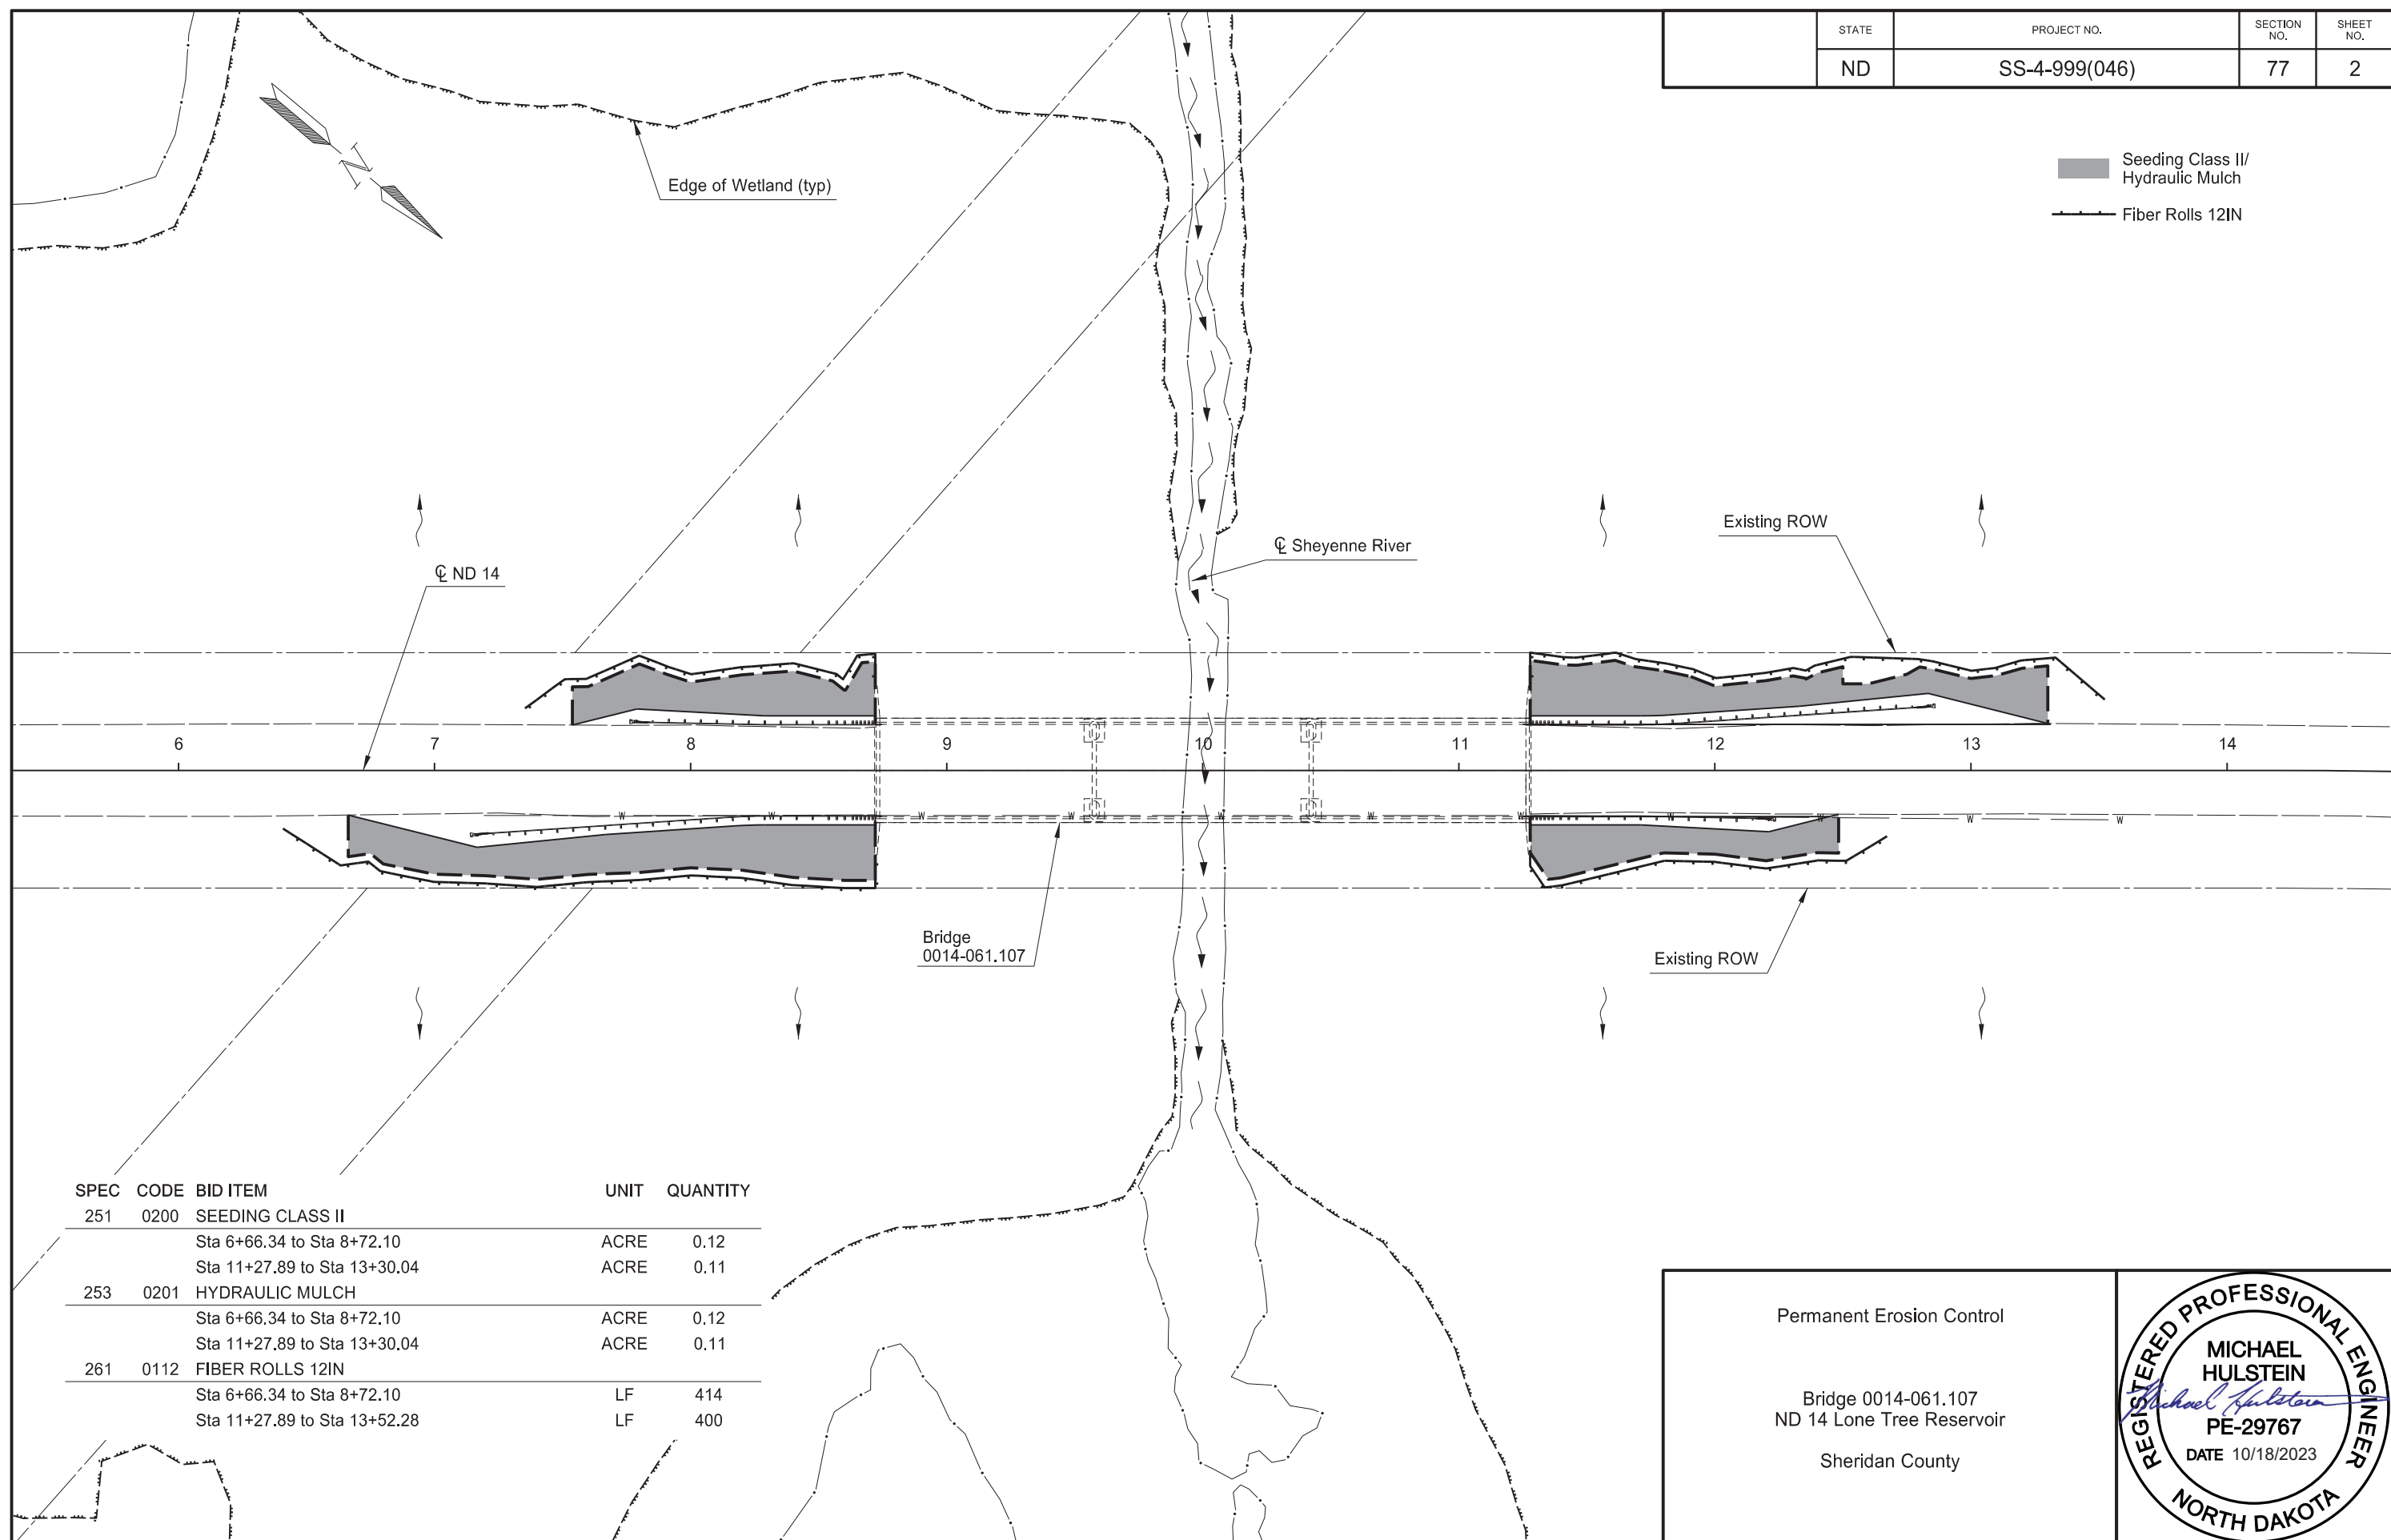 STATE PROJECT NO. SECTION NO. SHEET NO.
ND SS-4-999(046) 77 2
Seeding Class II/
Hydraulic Mulch
Fiber Rolls 12IN
N
Edge of Wetland (typ)
Existing ROW
℄ Sheyenne River
℄ ND 14
6 7 8 9 10 11 12 13 14
W W W W W W W W W W W
Bridge
0014-061.107
Existing ROW
SPEC CODE BID ITEM UNIT QUANTITY
251 0200 SEEDING CLASS II
Sta 6+66.34 to Sta 8+72.10 ACRE 0.12
Sta 11+27.89 to Sta 13+30.04 ACRE 0.11
253 0201 HYDRAULIC MULCH
Sta 6+66.34 to Sta 8+72.10 ACRE 0.12
Sta 11+27.89 to Sta 13+30.04 ACRE 0.11
261 0112 FIBER ROLLS 12IN
Sta 6+66.34 to Sta 8+72.10 LF 414
Sta 11+27.89 to Sta 13+52.28 LF 400
Permanent Erosion Control
Bridge 0014-061.107
ND 14 Lone Tree Reservoir
Sheridan County
REGISTERED PROFESSIONAL ENGINEER
MICHAEL
HULSTEIN
Michael Hulstein
PE-29767
DATE 10/18/2023
NORTH DAKOTA